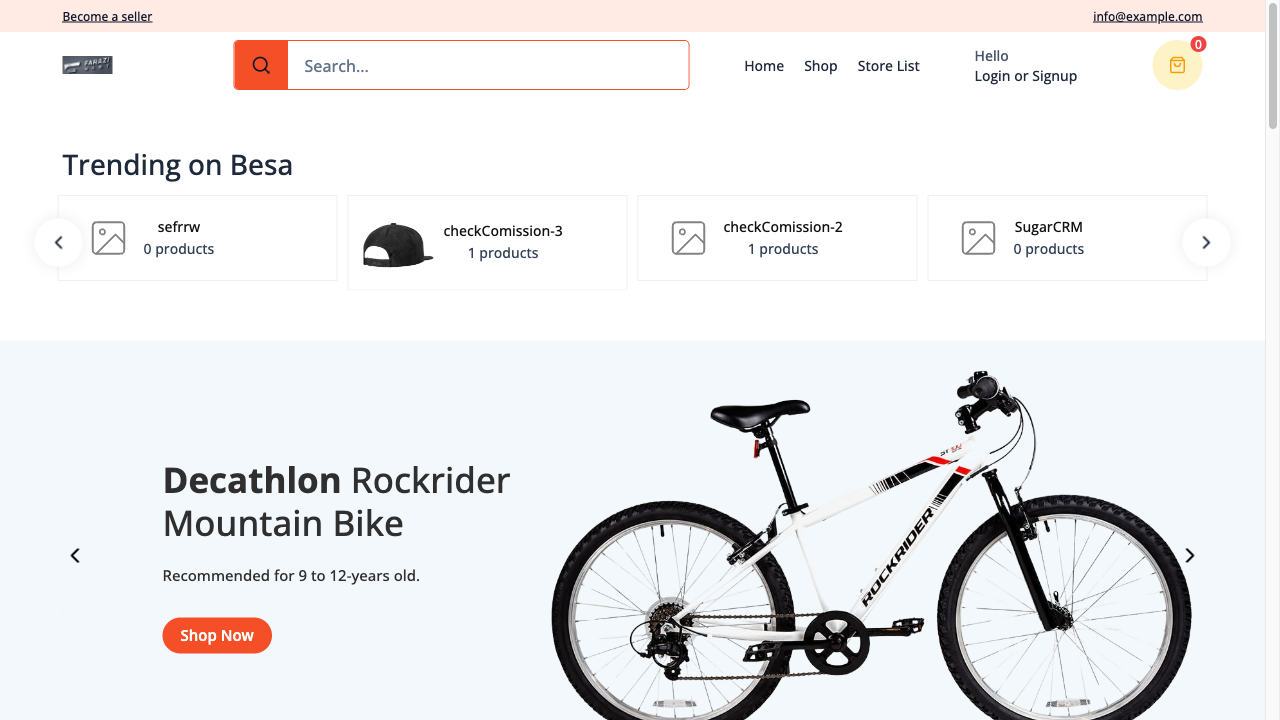 Become a seller
info@example.com
FARAZI
Search...
Home
Shop
Store List
Hello
Login or Signup
0
Trending on Besa
sefrrw
0 products
checkComission-3
1 products
checkComission-2
1 products
SugarCRM
0 products
Decathlon Rockrider
Mountain Bike
Recommended for 9 to 12-years old.
Shop Now
ROCKRIDER